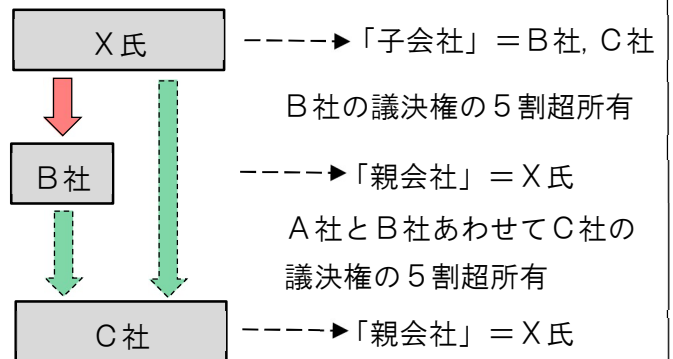 X氏
「子会社」=B社,C社
B社の議決権の5割超所有
B社
「親会社」=X氏
A社とB社あわせてC社の
議決権の5割超所有
C社
「親会社」=X氏